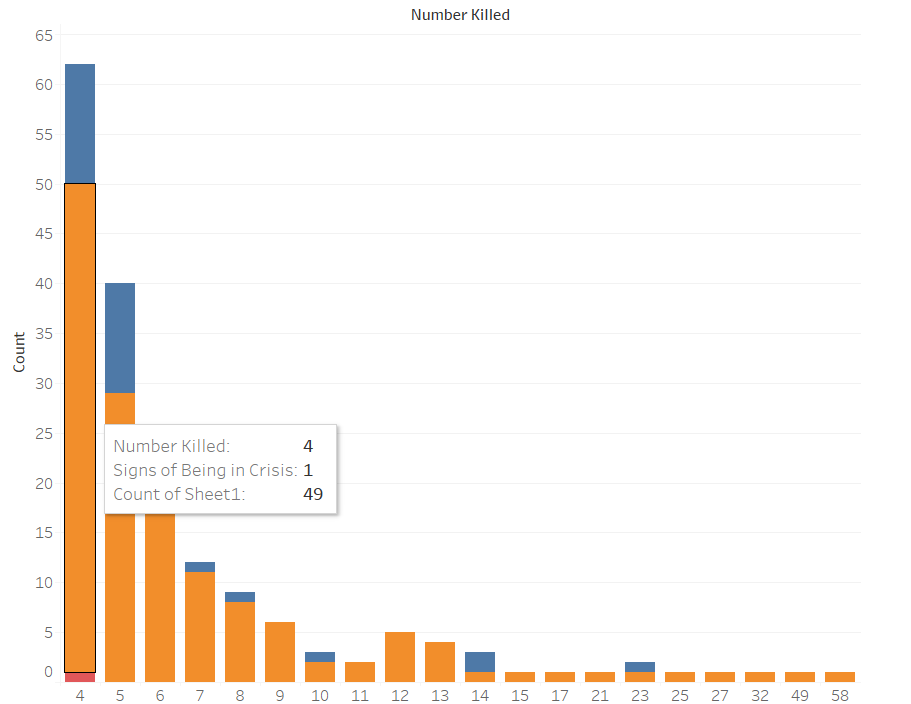 Number Killed
65
60
55
50
45
40
35
30
25
20
15
10
5
0
Count
Number Killed: 4
Signs of Being in Crisis: 1
Count of Sheet1: 49
4 5 6 7 8 9 10 11 12 13 14 15 17 21 23 25 27 32 49 58